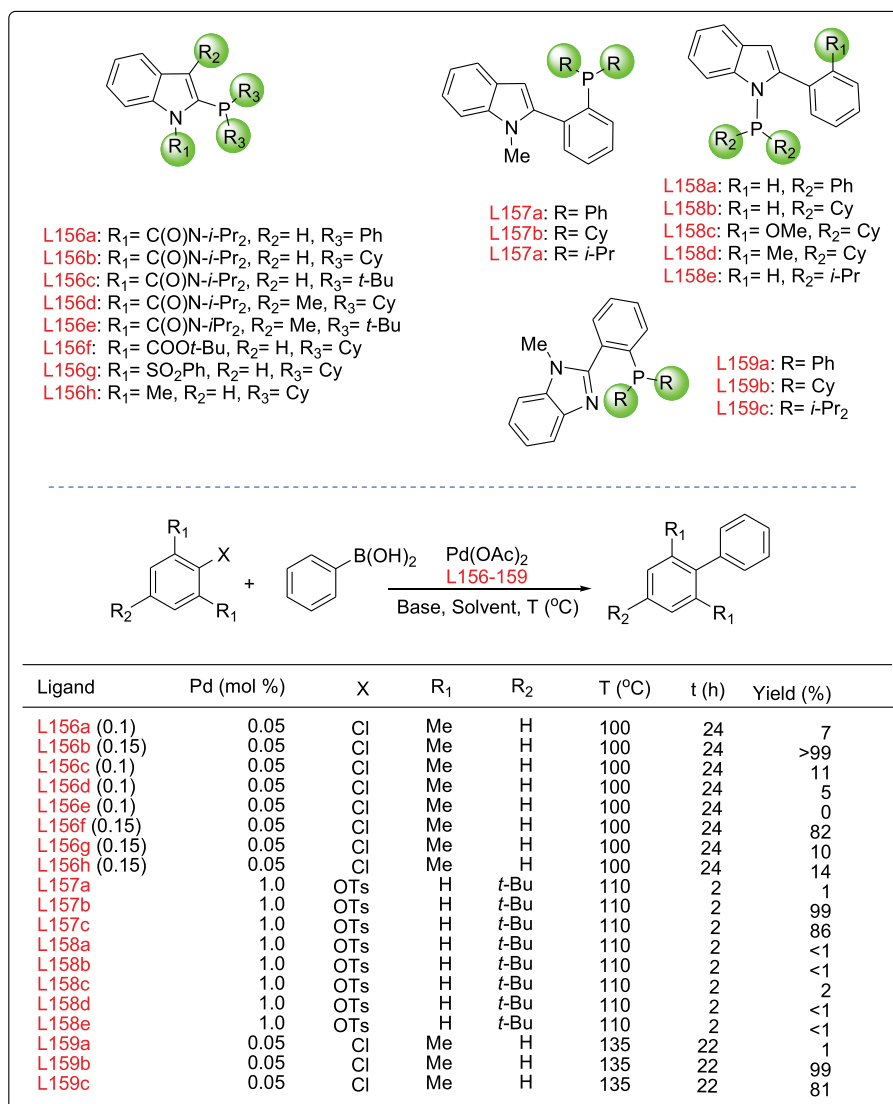 R2
R3
P
N
R3
R1
L156a: R1= C(O)N-i-Pr2, R2= H, R3= Ph
L156b: R1= C(O)N-i-Pr2, R2= H, R3= Cy
L156c: R1= C(O)N-i-Pr2, R2= H, R3= t-Bu
L156d: R1= C(O)N-i-Pr2, R2= Me, R3= Cy
L156e: R1= C(O)N-iPr2, R2= Me, R3= t-Bu
L156f: R1= COOt-Bu, R2= H, R3= Cy
L156g: R1= SO2Ph, R2= H, R3= Cy
L156h: R1= Me, R2= H, R3= Cy
R R
P
N
Me
L157a: R= Ph
L157b: R= Cy
L157a: R= i-Pr
R1
N
P
R2 R2
L158a: R1= H, R2= Ph
L158b: R1= H, R2= Cy
L158c: R1= OMe, R2= Cy
L158d: R1= Me, R2= Cy
L158e: R1= H, R2= i-Pr
Me
N
P
R
R
N
L159a: R= Ph
L159b: R= Cy
L159c: R= i-Pr2
R1
X
R2 R1
+
B(OH)2
Pd(OAc)2
L156-159
Base, Solvent, T (oC)
R1
R2 R1
Ligand Pd (mol %) X R1 R2 T (oC) t (h) Yield (%)
L156a (0.1) 0.05 Cl Me H 100 24 7
L156b (0.15) 0.05 Cl Me H 100 24 >99
L156c (0.1) 0.05 Cl Me H 100 24 11
L156d (0.1) 0.05 Cl Me H 100 24 5
L156e (0.1) 0.05 Cl Me H 100 24 0
L156f (0.15) 0.05 Cl Me H 100 24 82
L156g (0.15) 0.05 Cl Me H 100 24 10
L156h (0.15) 0.05 Cl Me H 100 24 14
L157a 1.0 OTs H t-Bu 110 2 1
L157b 1.0 OTs H t-Bu 110 2 99
L157c 1.0 OTs H t-Bu 110 2 86
L158a 1.0 OTs H t-Bu 110 2 <1
L158b 1.0 OTs H t-Bu 110 2 <1
L158c 1.0 OTs H t-Bu 110 2 2
L158d 1.0 OTs H t-Bu 110 2 <1
L158e 1.0 OTs H t-Bu 110 2 <1
L159a 0.05 Cl Me H 135 22 1
L159b 0.05 Cl Me H 135 22 99
L159c 0.05 Cl Me H 135 22 81